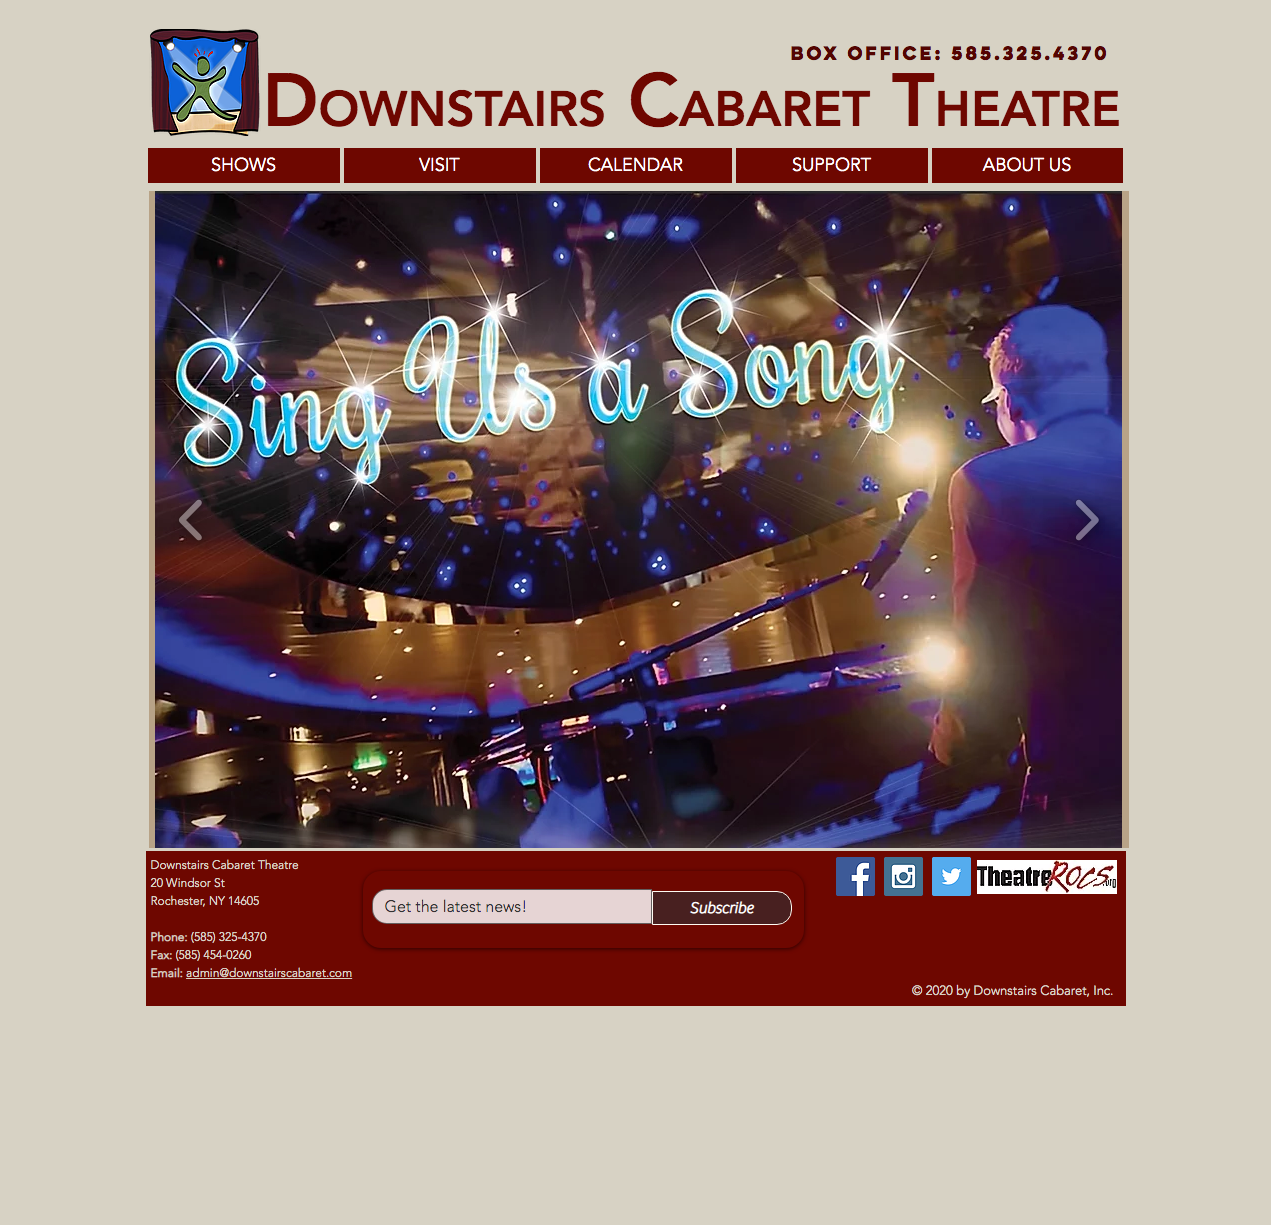 BOX OFFICE: 585.325.4370
DOWNSTAIRS CABARET THEATRE
SHOWS VISIT CALENDAR SUPPORT ABOUT US
Sing Us a Song
Downstairs Cabaret Theatre
20 Windsor St
Rochester, NY 14605
Phone: (585) 325-4370
Fax: (585) 454-0260
Email: admin@downstairscabaret.com
Get the latest news! Subscribe
TheatreROCS.org
© 2020 by Downstairs Cabaret, Inc.